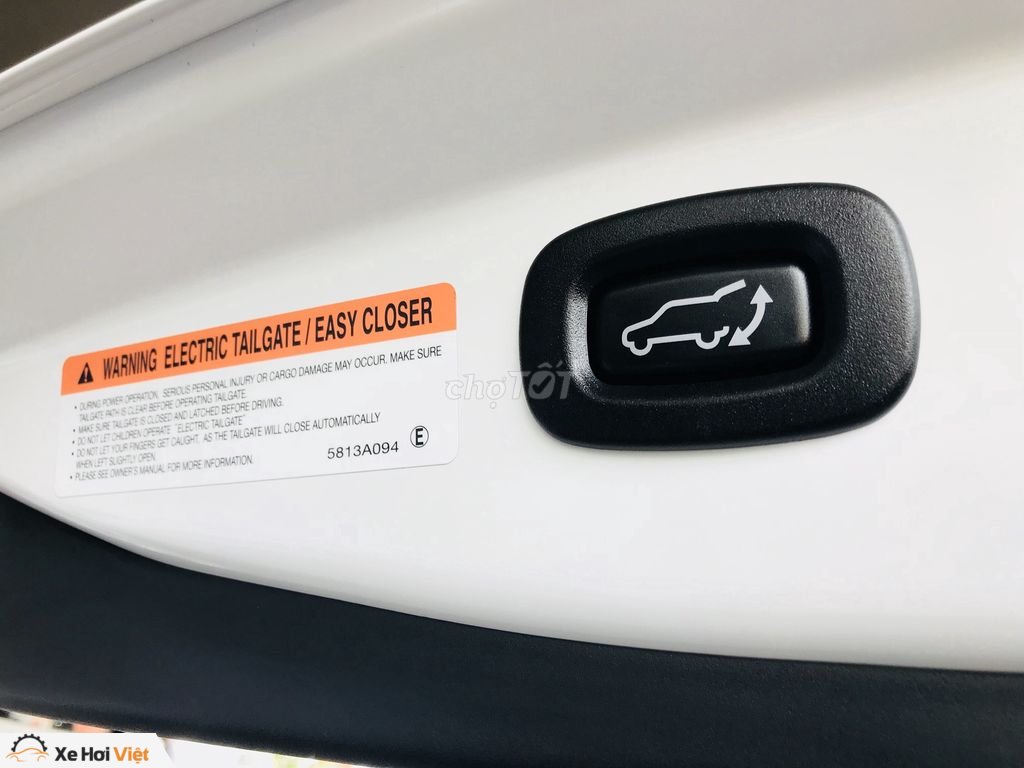 WARNING ELECTRIC TAILGATE / EASY CLOSER
• DURING POWER OPERATION, SERIOUS PERSONAL INJURY OR CARGO DAMAGE MAY OCCUR. MAKE SURE
TAILGATE PATH IS CLEAR BEFORE OPERATING TAILGATE.
• MAKE SURE TAILGATE IS CLOSED AND LATCHED BEFORE DRIVING.
• DO NOT LET CHILDREN OPERATE "ELECTRIC TAILGATE"
• DO NOT LET YOUR FINGERS GET CAUGHT. AS THE TAILGATE WILL CLOSE AUTOMATICALLY
WHEN LEFT SLIGHTLY OPEN.
• PLEASE SEE OWNER'S MANUAL FOR MORE INFORMATION.
5813A094 E
chợTỐT
Xe Hơi Việt